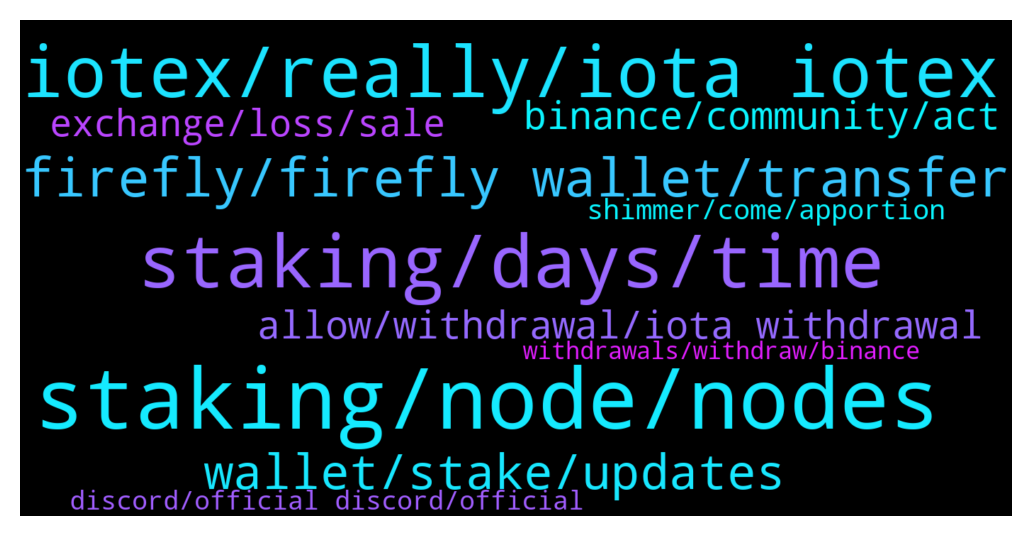 iotex/really/iota iotex
exchange/loss/sale
binance/community/act
firefly/firefly wallet/transfer
shimmer/come/apportion
staking/days/time
allow/withdrawal/iota withdrawal
withdrawals/withdraw/binance
staking/node/nodes
wallet/stake/updates
discord/official discord/official